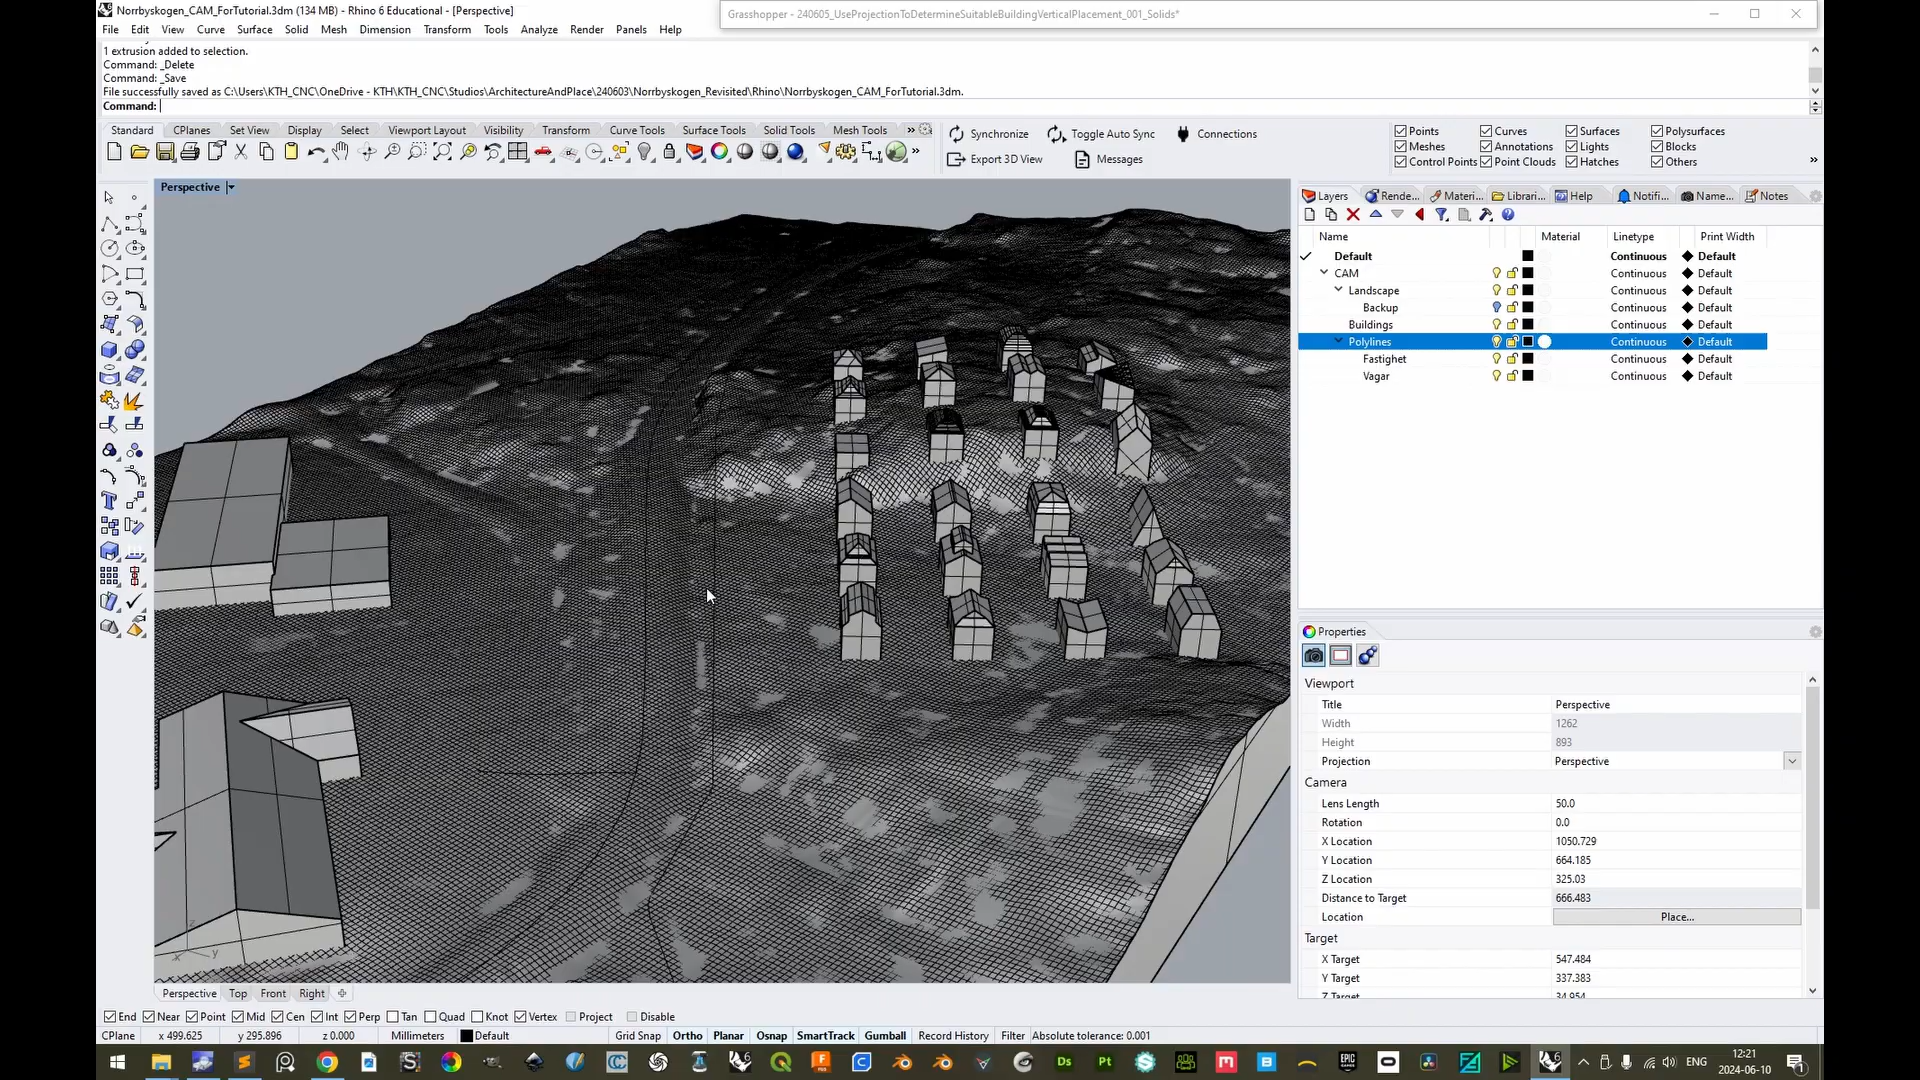 Norrbyskogen_CAM_ForTutorial.3dm (134 MB) - Rhino 6 Educational - [Perspective]
Grasshopper - 240605_UseProjectionToDetermineSuitableBuildingVerticalPlacement_001_Solids*
File Edit View Curve Surface Solid Mesh Dimension Transform Tools Analyze Render Panels Help
1 extrusion added to selection.
Command: _Delete
Command: _Save
File successfully saved as C:\Users\KTH_CNC\OneDrive - KTH\KTH_CNC\Studios\ArchitectureAndPlace\240603\Norrbyskogen_Revisited\Rhino\Norrbyskogen_CAM_ForTutorial.3dm.
Command:
Standard CPlanes Set View Display Select Viewport Layout Visibility Transform Curve Tools Surface Tools Solid Tools Mesh Tools »
Synchronize Toggle Auto Sync Connections
Export 3D View Messages
Points Curves Surfaces Polysurfaces
Meshes Annotations Lights Blocks
Control Points Point Clouds Hatches Others
Perspective
Layers Rende... Materi... Librari... Help Notifi... Name... Notes
Name Material Linetype Print Width
Default Continuous Default
CAM Continuous Default
Landscape Continuous Default
Backup Continuous Default
Buildings Continuous Default
Polylines Continuous Default
Fastighet Continuous Default
Vagar Continuous Default
Properties
Viewport
Title Perspective
Width 1262
Height 893
Projection Perspective
Camera
Lens Length 50.0
Rotation 0.0
X Location 1050.729
Y Location 664.185
Z Location 325.03
Distance to Target 666.483
Location Place...
Target
X Target 547.484
Y Target 337.383
Z Target 34.954
z
x y
Perspective Top Front Right
End Near Point Mid Cen Int Perp Tan Quad Knot Vertex Project Disable
CPlane x 499.625 y 295.896 z 0.000 Millimeters Default Grid Snap Ortho Planar Osnap SmartTrack Gumball Record History Filter Absolute tolerance: 0.001
ENG 12:21
2024-06-10